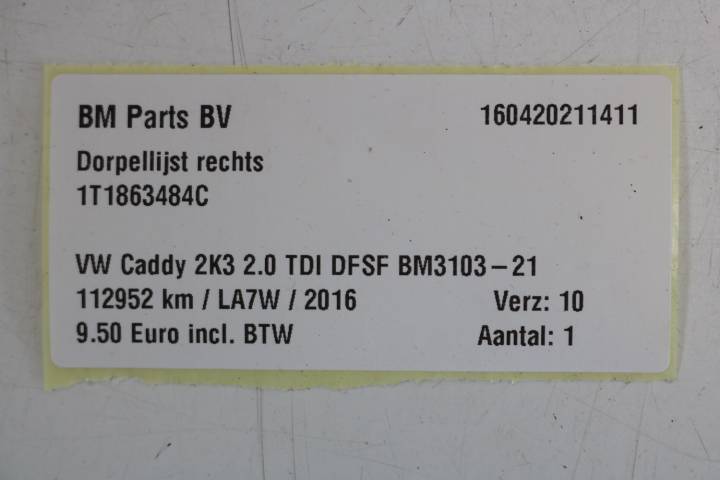 BM Parts BV 160420211411
Dorpellijst rechts
1T1863484C
VW Caddy 2K3 2.0 TDI DFSF BM3103-21
112952 km / LA7W / 2016 Verz: 10
9.50 Euro incl. BTW Aantal: 1